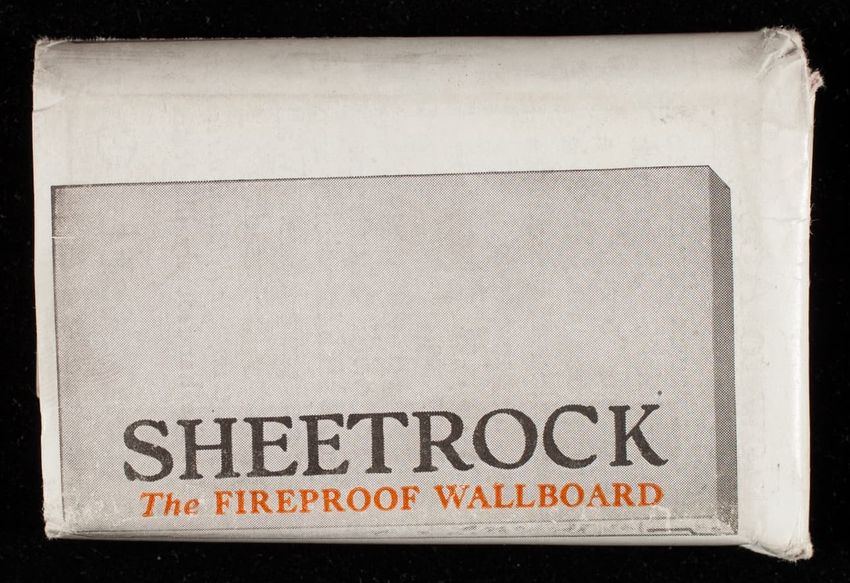 SHEETROCK
The FIREPROOF WALLBOARD